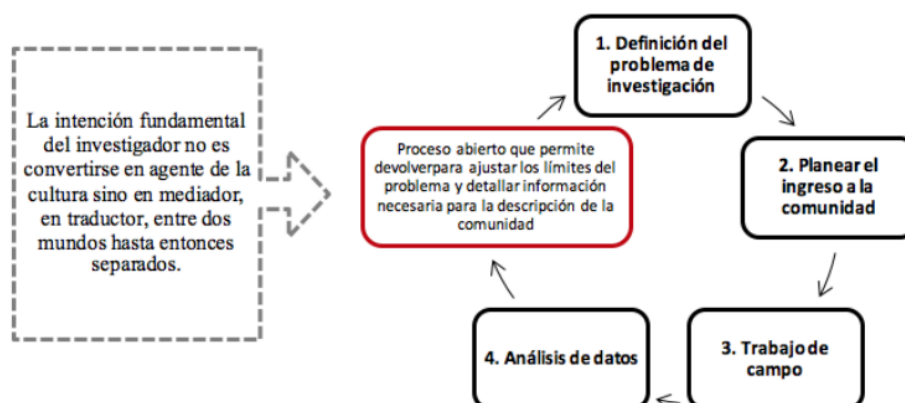 La intención fundamental
del investigador no es
convertirse en agente de la
cultura sino en mediador,
en traductor, entre dos
mundos hasta entonces
separados.
Proceso abierto que permite
devolverpara ajustar los límites del
problema y detallar información
necesaria para la descripción de la
comunidad
1. Definición del
problema de
investigación
2. Planear el
ingreso a la
comunidad
3. Trabajo de
campo
4. Análisis de datos